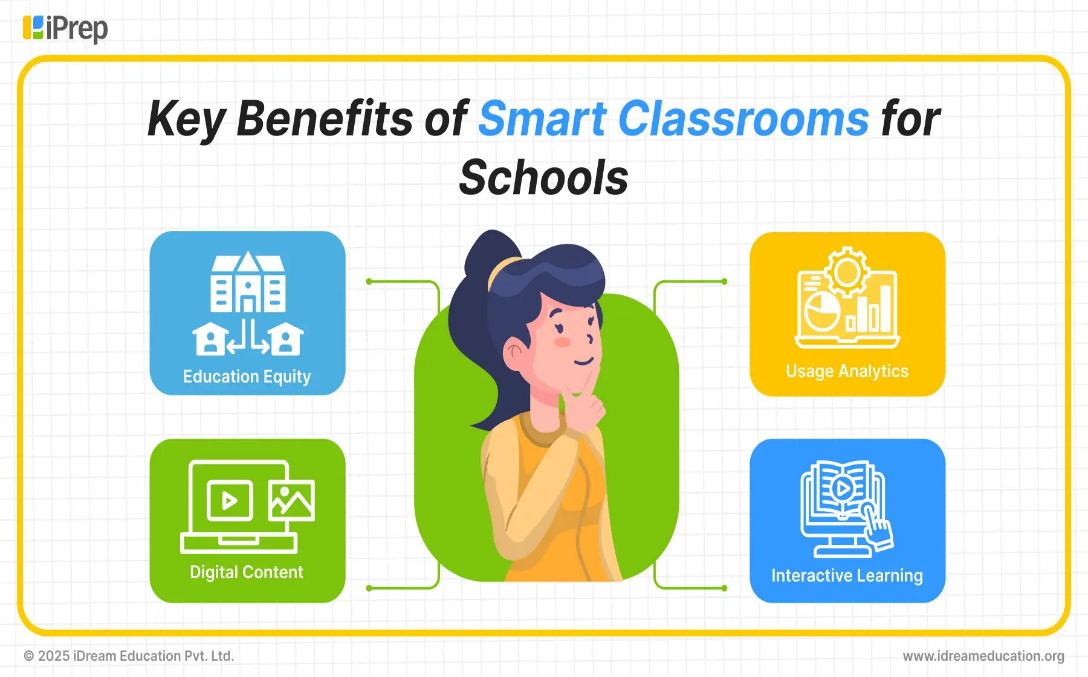 iPrep
Key Benefits of Smart Classrooms for
Schools
Education Equity
Usage Analytics
Digital Content
Interactive Learning
© 2025 iDream Education Pvt. Ltd.
www.idreameducation.org